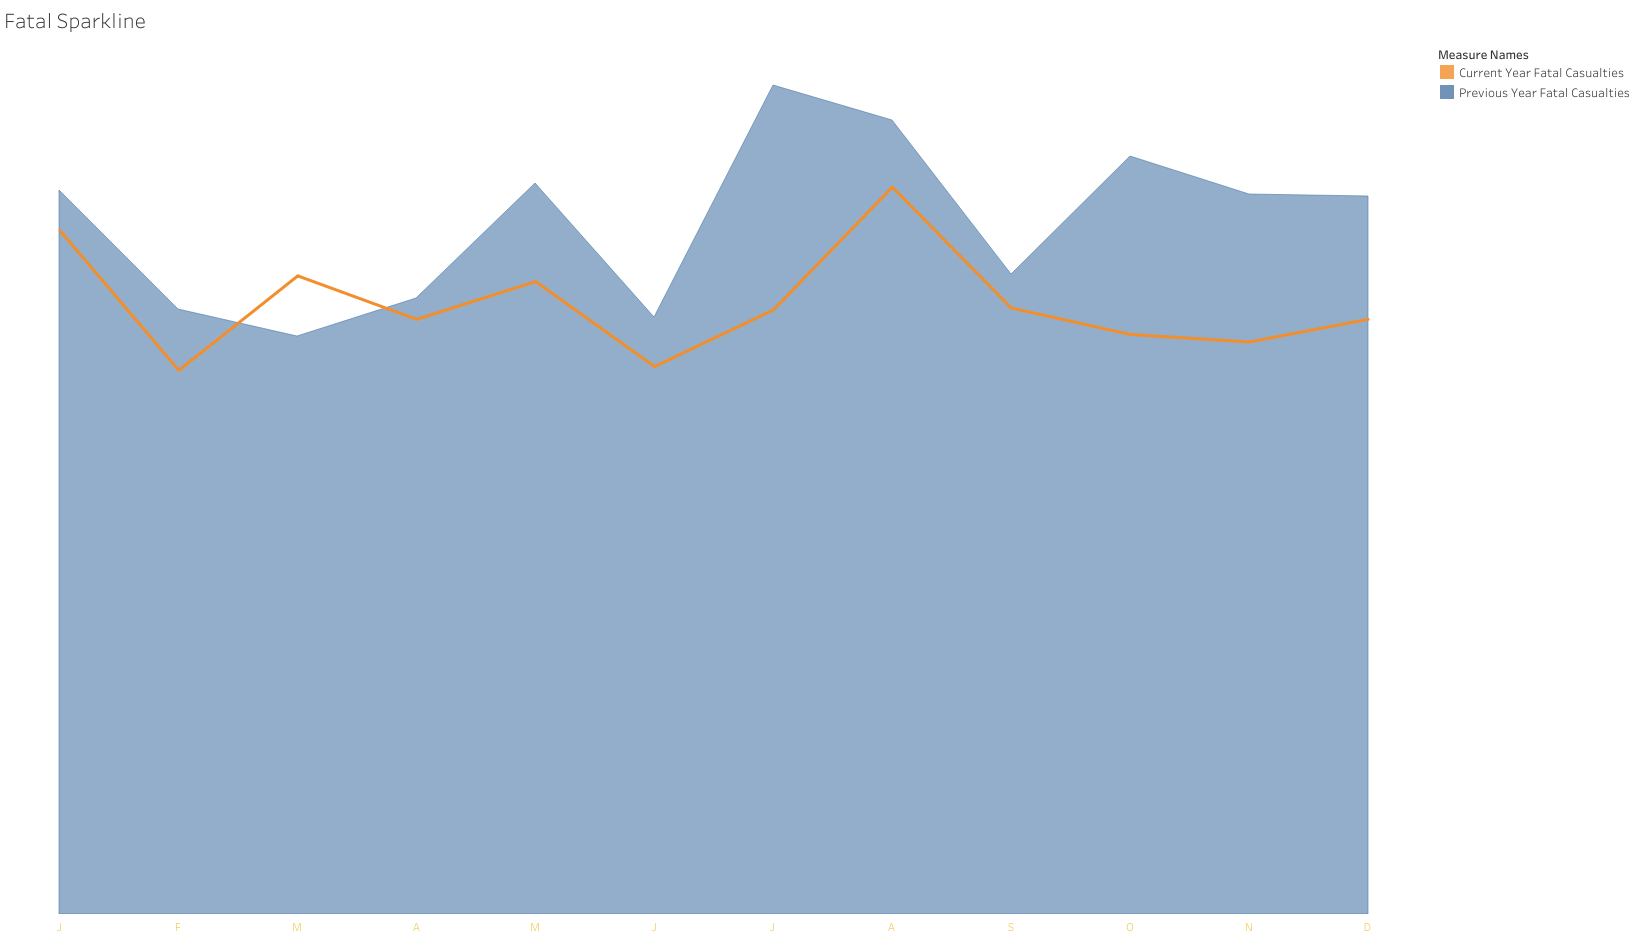 Fatal Sparkline
Measure Names
Current Year Fatal Casualties
Previous Year Fatal Casualties
J F M A M J J A S O N D